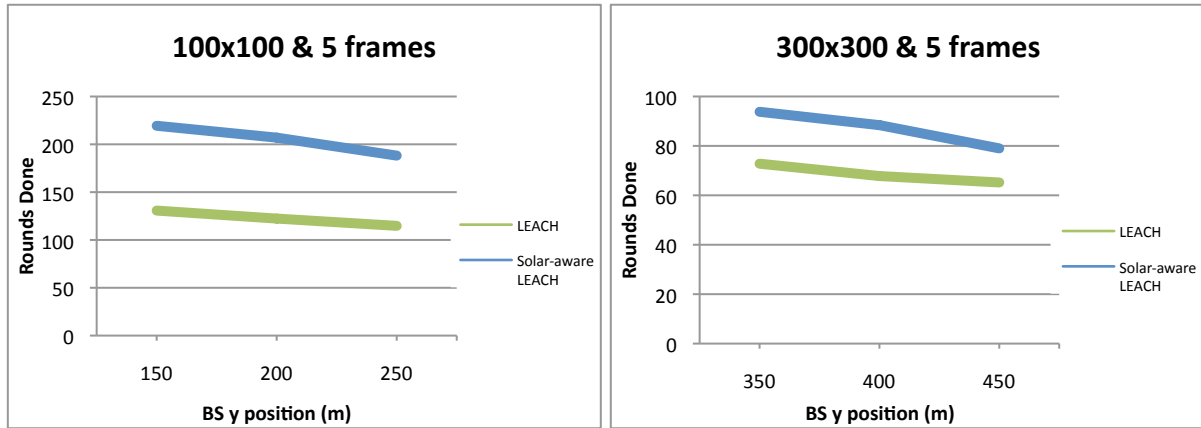 100x100 & 5 frames
250
200
150
100
50
0
Rounds Done
150 200 250
BS y position (m)
LEACH
Solar-aware
LEACH
300x300 & 5 frames
100
80
60
40
20
0
Rounds Done
350 400 450
BS y position (m)
LEACH
Solar-aware
LEACH